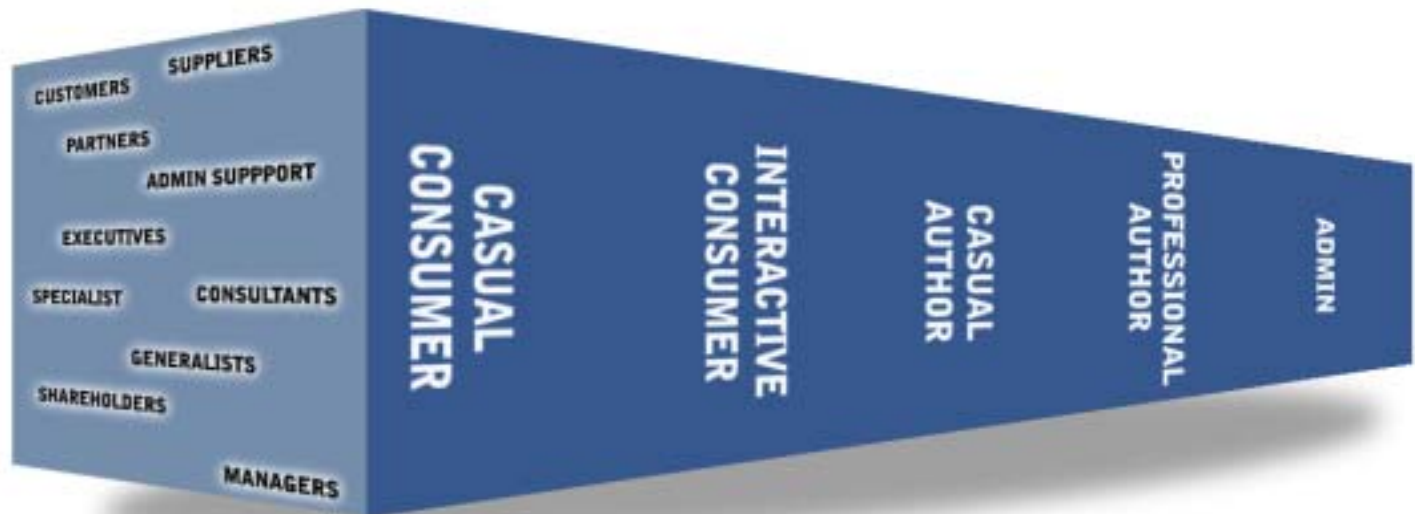 SUPPLIERS
CUSTOMERS
PARTNERS
ADMIN SUPPPORT
EXECUTIVES
SPECIALIST
CONSULTANTS
GENERALISTS
SHAREHOLDERS
MANAGERS
CASUAL
CONSUMER
INTERACTIVE
CONSUMER
CASUAL
AUTHOR
PROFESSIONAL
AUTHOR
ADMIN